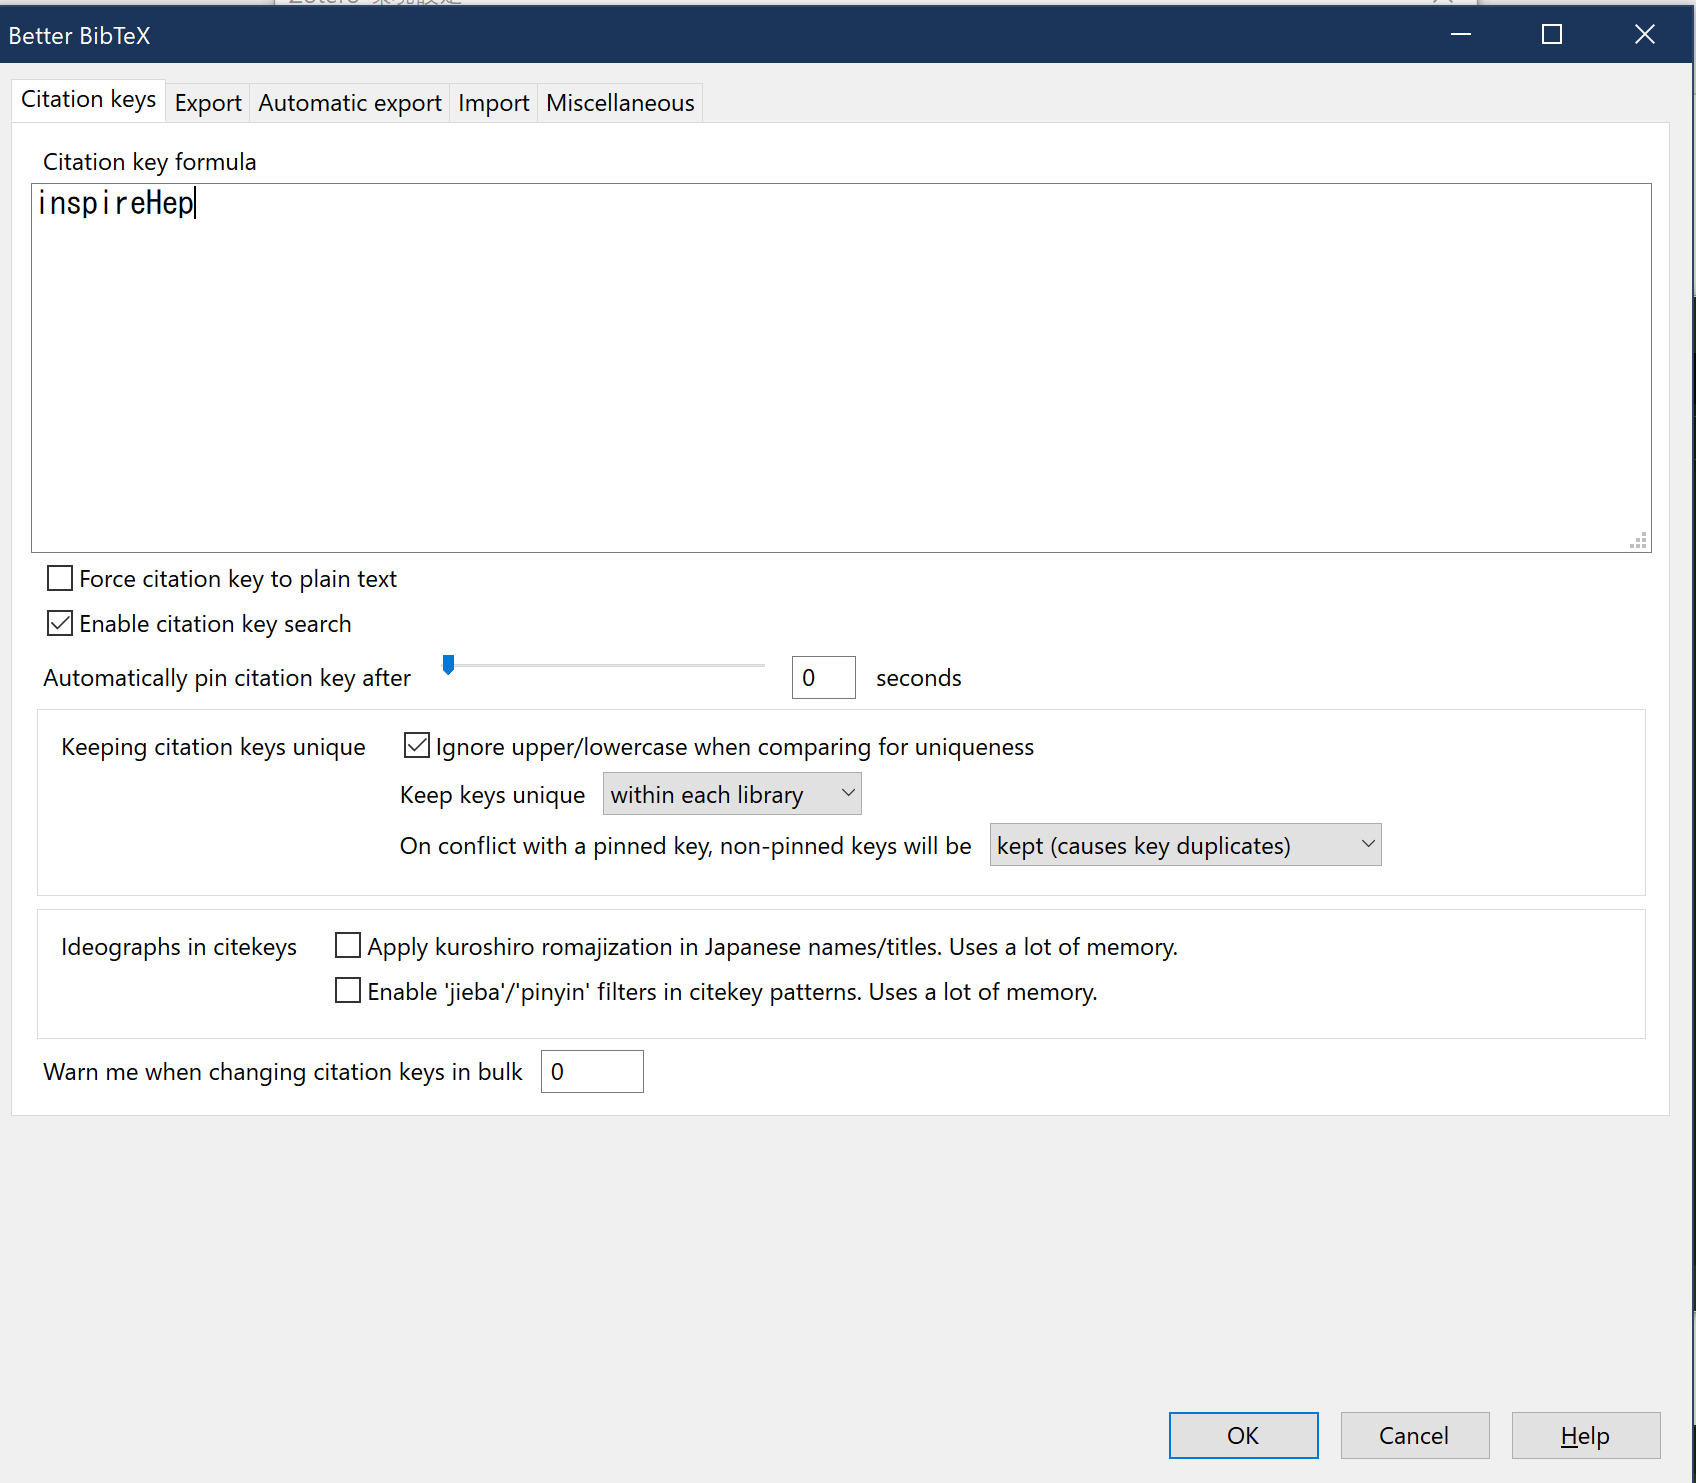 Better BibTeX
Citation keys Export Automatic export Import Miscellaneous
Citation key formula
inspireHep
Force citation key to plain text
Enable citation key search
Automatically pin citation key after 0 seconds
Keeping citation keys unique Ignore upper/lowercase when comparing for uniqueness
Keep keys unique within each library
On conflict with a pinned key, non-pinned keys will be kept (causes key duplicates)
Ideographs in citekeys Apply kuroshiro romajization in Japanese names/titles. Uses a lot of memory.
Enable 'jieba'/'pinyin' filters in citekey patterns. Uses a lot of memory.
Warn me when changing citation keys in bulk 0
OK Cancel Help